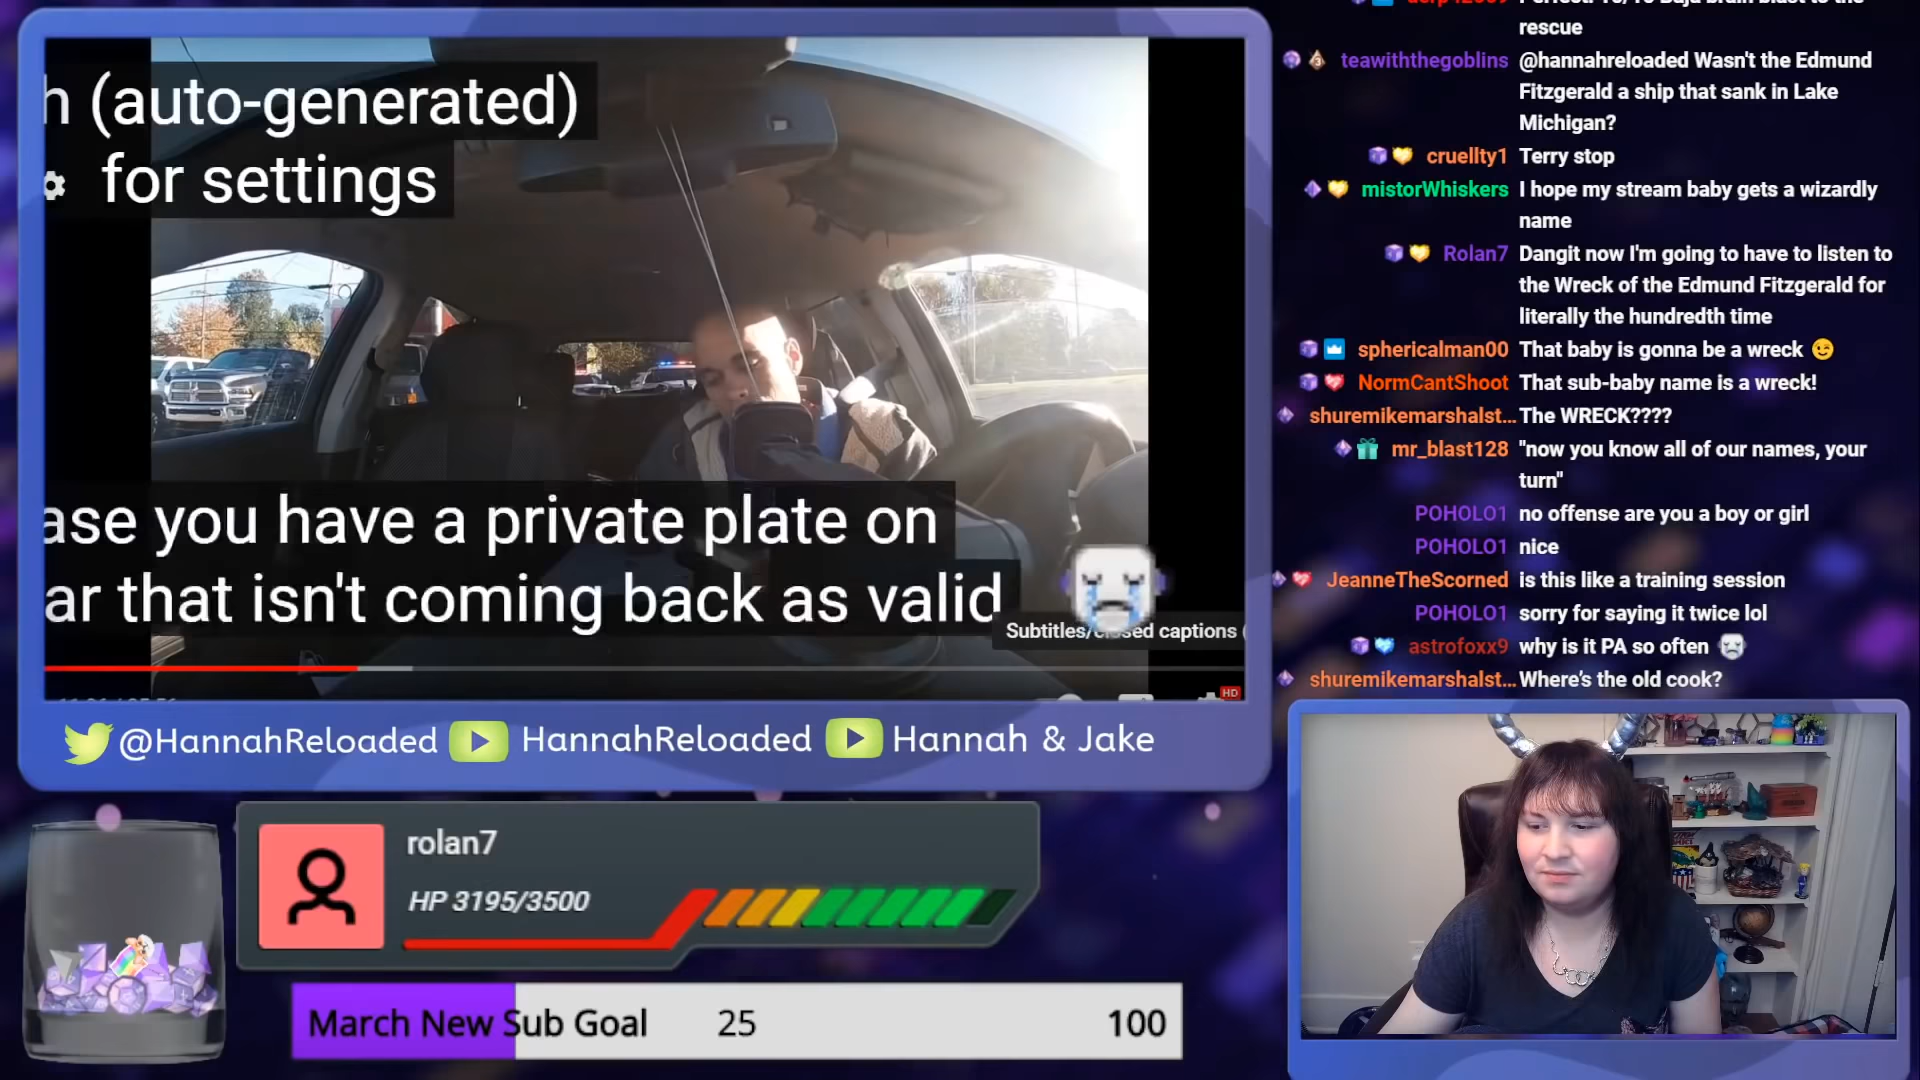 h (auto-generated)
for settings
ase you have a private plate on
ar that isn't coming back as valid
Subtitles/closed captions (
HD
@HannahReloaded
HannahReloaded
Hannah & Jake
rolan7
HP 3195/3500
March New Sub Goal 25 100
rescue
teawiththegoblins @hannahreloaded Wasn't the Edmund
Fitzgerald a ship that sank in Lake
Michigan?
cruellty1 Terry stop
mistorWhiskers I hope my stream baby gets a wizardly
name
Rolan7 Dangit now I'm going to have to listen to
the Wreck of the Edmund Fitzgerald for
literally the hundredth time
sphericalman00 That baby is gonna be a wreck 😉
NormCantShoot That sub-baby name is a wreck!
shuremikemarshalst... The WRECK????
mr_blast128 "now you know all of our names, your
turn"
POHOLO1 no offense are you a boy or girl
POHOLO1 nice
JeanneTheScorned is this like a training session
POHOLO1 sorry for saying it twice lol
astrofoxx9 why is it PA so often
shuremikemarshalst... Where's the old cook?